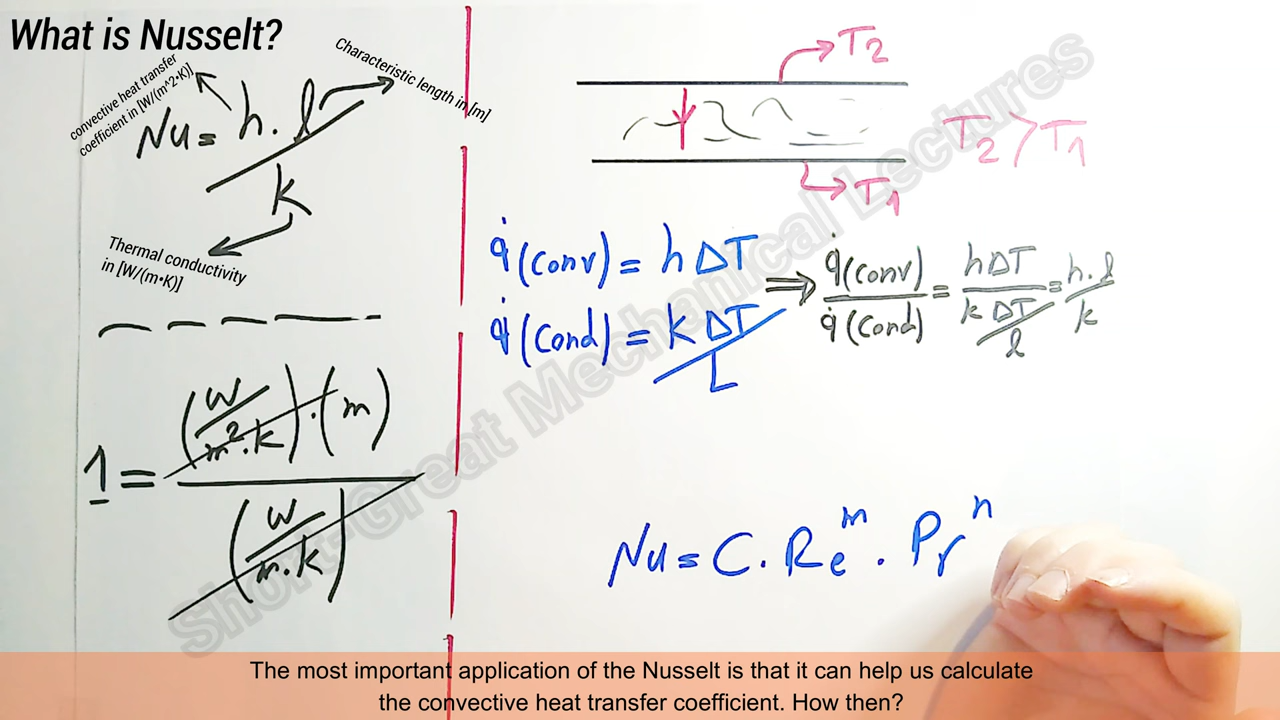 What is Nusselt?
convective heat transfer
coefficient in [W/(m^2•K)]
Characteristic length in [m]
Nu = h.l / k
Thermal conductivity
in [W/(m•K)]
1 = (W / m².k).(m) / (W / m.k)
T2
T2 > T1
T1
q̇(Conv) = hΔT
q̇(Cond) = kΔT / L
⇒ q̇(Conv) / q̇(Cond) = hΔT / k ΔT/l = h.l / k
Nu = C.Re^m.Pr^n
Short-Great Mechanical Lectures
The most important application of the Nusselt is that it can help us calculate
the convective heat transfer coefficient. How then?